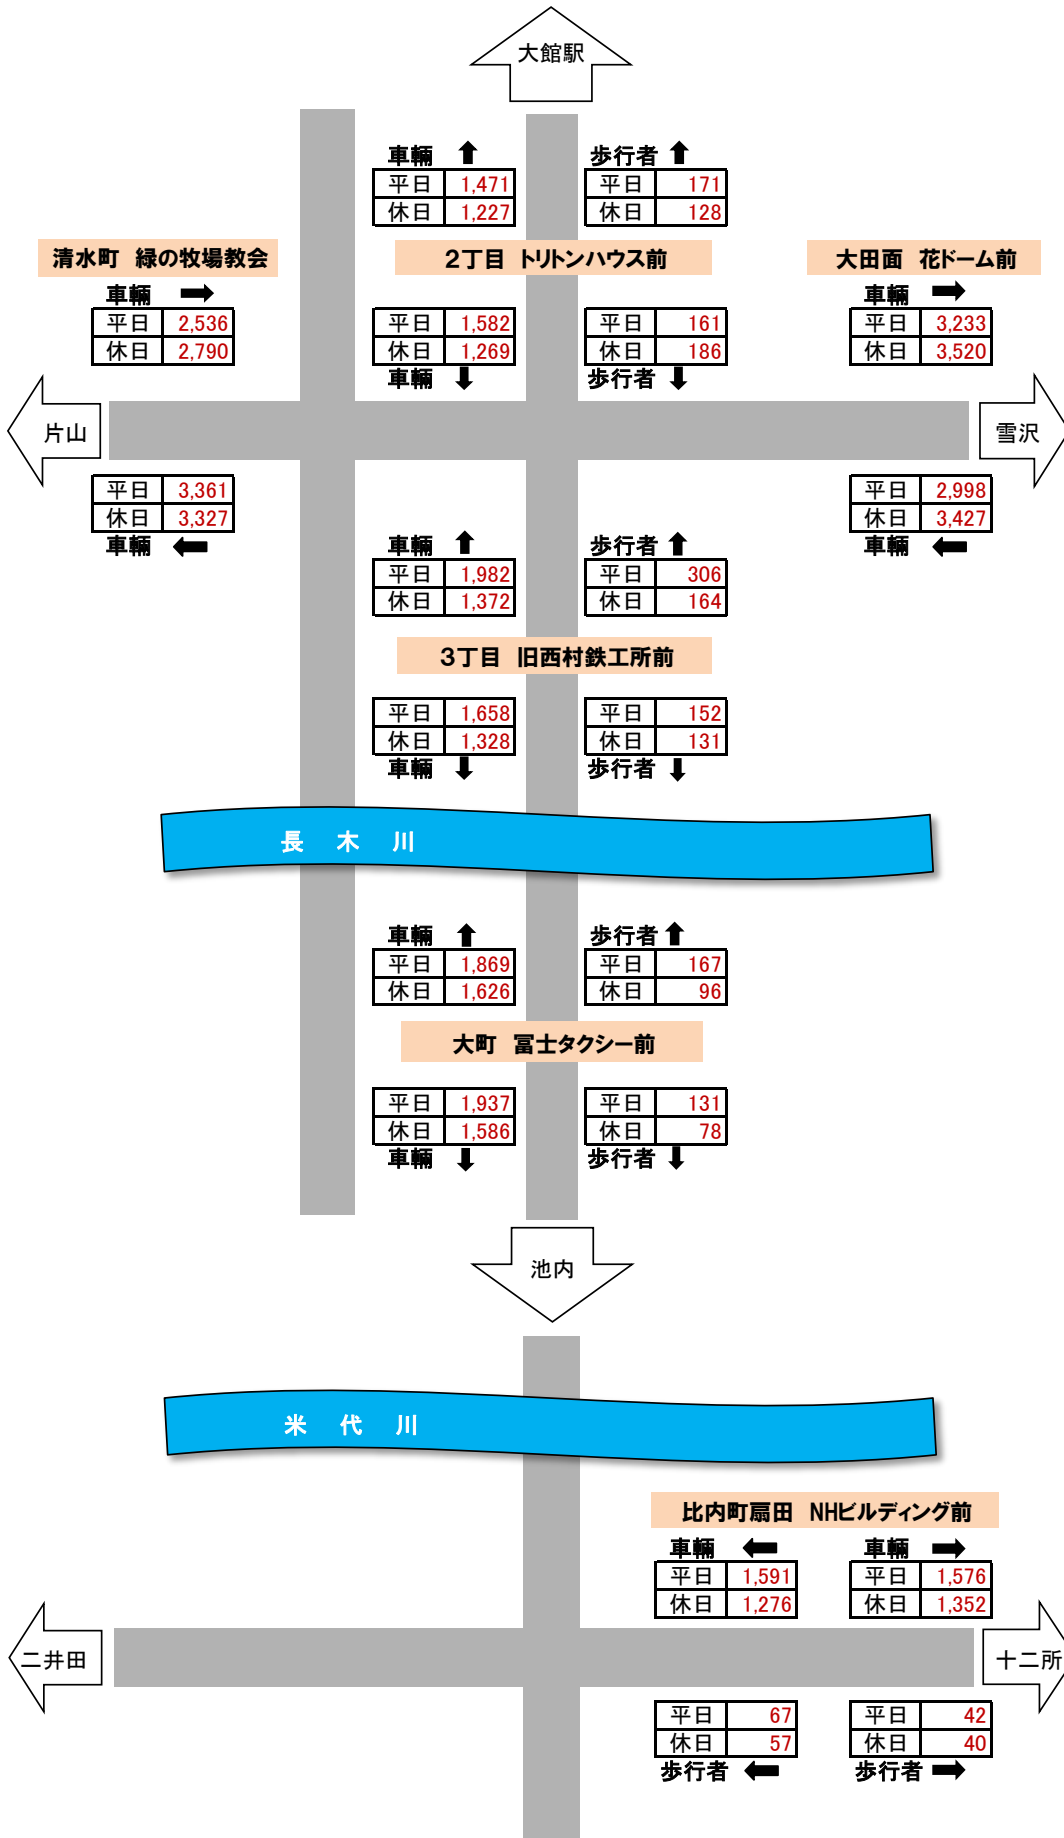 大館駅
車輛 ⬆ 歩行者 ⬆
平日 1,471 平日 171
休日 1,227 休日 128
清水町 緑の牧場教会 2丁目 トリトンハウス前 大田面 花ドーム前
車輛 ➡ 車輛 ➡
平日 2,536 平日 1,582 平日 161 平日 3,233
休日 2,790 休日 1,269 休日 186 休日 3,520
車輛 ⬇ 歩行者 ⬇
片山 雪沢
平日 3,361 平日 2,998
休日 3,327 休日 3,427
車輛 ⬅ 車輛 ⬆ 歩行者 ⬆ 車輛 ⬅
平日 1,982 平日 306
休日 1,372 休日 164
3丁目 旧西村鉄工所前
平日 1,658 平日 152
休日 1,328 休日 131
車輛 ⬇ 歩行者 ⬇
長木川
車輛 ⬆ 歩行者 ⬆
平日 1,869 平日 167
休日 1,626 休日 96
大町 冨士タクシー前
平日 1,937 平日 131
休日 1,586 休日 78
車輛 ⬇ 歩行者 ⬇
池内
米代川
比内町扇田 NHビルディング前
車輛 ⬅ 車輛 ➡
平日 1,591 平日 1,576
休日 1,276 休日 1,352
二井田 十二所
平日 67 平日 42
休日 57 休日 40
歩行者 ⬅ 歩行者 ➡